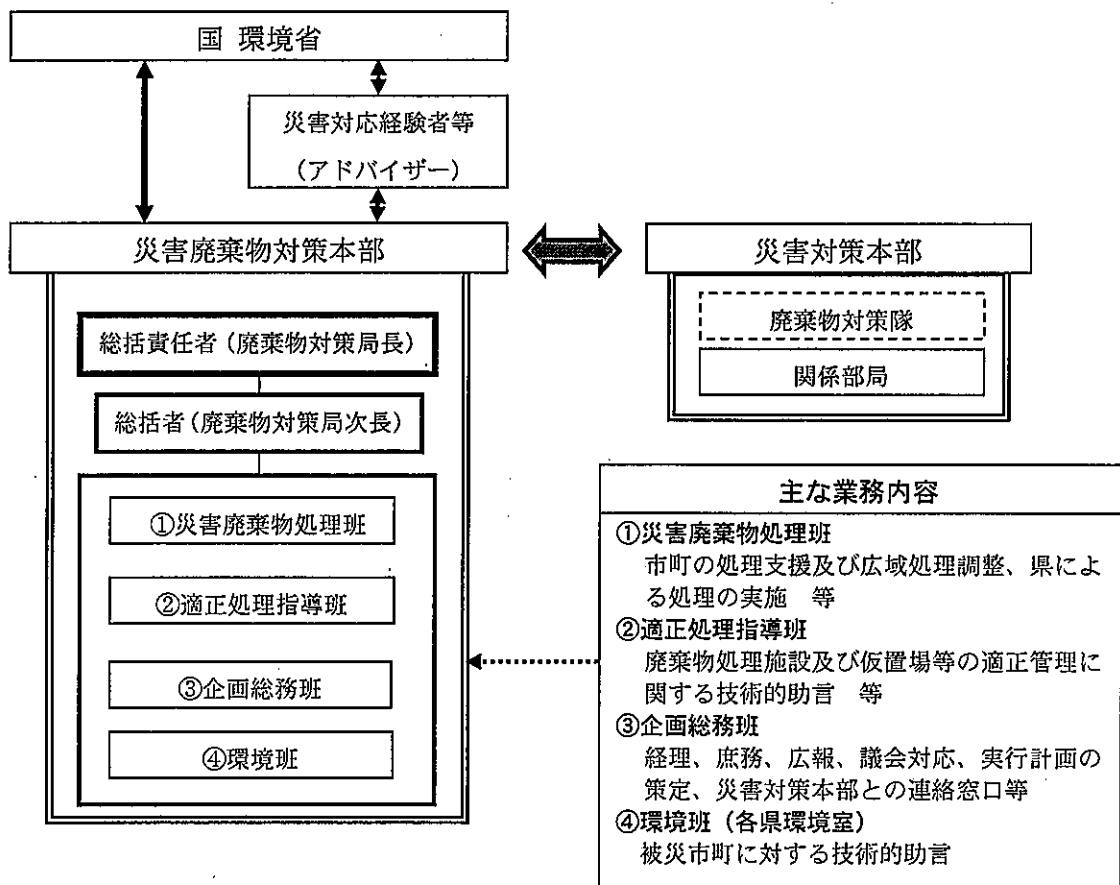 国 環境省
災害対応経験者等
(アドバイザー)
災害廃棄物対策本部
災害対策本部
総括責任者(廃棄物対策局長)
総括者(廃棄物対策局次長)
①災害廃棄物処理班
②適正処理指導班
③企画総務班
④環境班
廃棄物対策隊
関係部局
主な業務内容
①災害廃棄物処理班
市町の処理支援及び広域処理調整、県によ
る処理の実施 等
②適正処理指導班
廃棄物処理施設及び仮置場等の適正管理に
関する技術的助言 等
③企画総務班
経理、庶務、広報、議会対応、実行計画の
策定、災害対策本部との連絡窓口等
④環境班(各県環境室)
被災市町に対する技術的助言